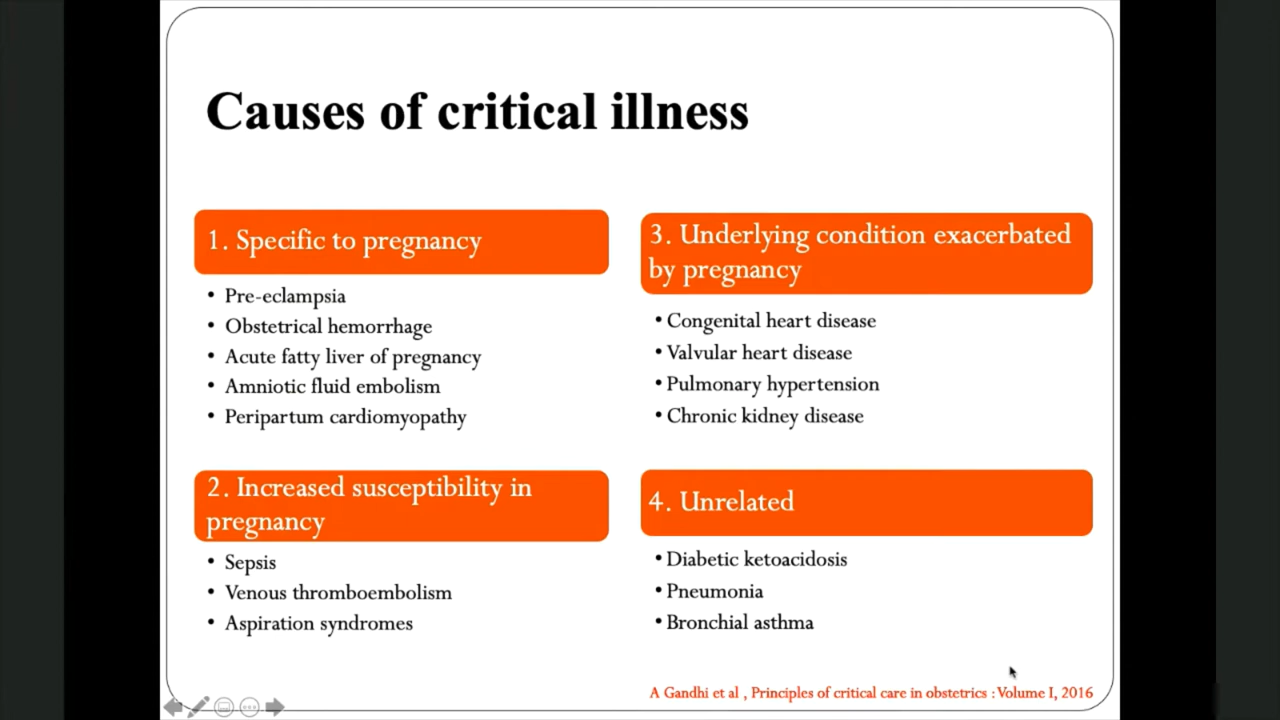 Causes of critical illness
1. Specific to pregnancy
• Pre-eclampsia
• Obstetrical hemorrhage
• Acute fatty liver of pregnancy
• Amniotic fluid embolism
• Peripartum cardiomyopathy
2. Increased susceptibility in
pregnancy
• Sepsis
• Venous thromboembolism
• Aspiration syndromes
3. Underlying condition exacerbated
by pregnancy
• Congenital heart disease
• Valvular heart disease
• Pulmonary hypertension
• Chronic kidney disease
4. Unrelated
• Diabetic ketoacidosis
• Pneumonia
• Bronchial asthma
A Gandhi et al , Principles of critical care in obstetrics : Volume I, 2016